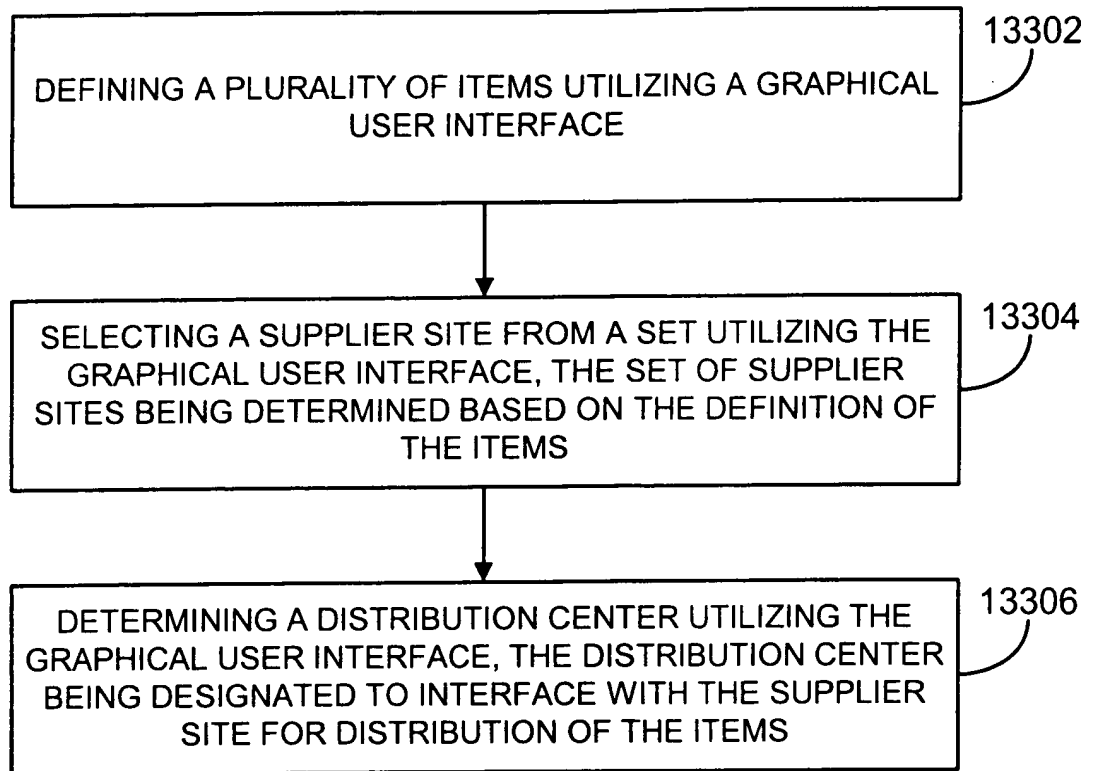 13302
DEFINING A PLURALITY OF ITEMS UTILIZING A GRAPHICAL
USER INTERFACE
13304
SELECTING A SUPPLIER SITE FROM A SET UTILIZING THE
GRAPHICAL USER INTERFACE, THE SET OF SUPPLIER
SITES BEING DETERMINED BASED ON THE DEFINITION OF
THE ITEMS
13306
DETERMINING A DISTRIBUTION CENTER UTILIZING THE
GRAPHICAL USER INTERFACE, THE DISTRIBUTION CENTER
BEING DESIGNATED TO INTERFACE WITH THE SUPPLIER
SITE FOR DISTRIBUTION OF THE ITEMS